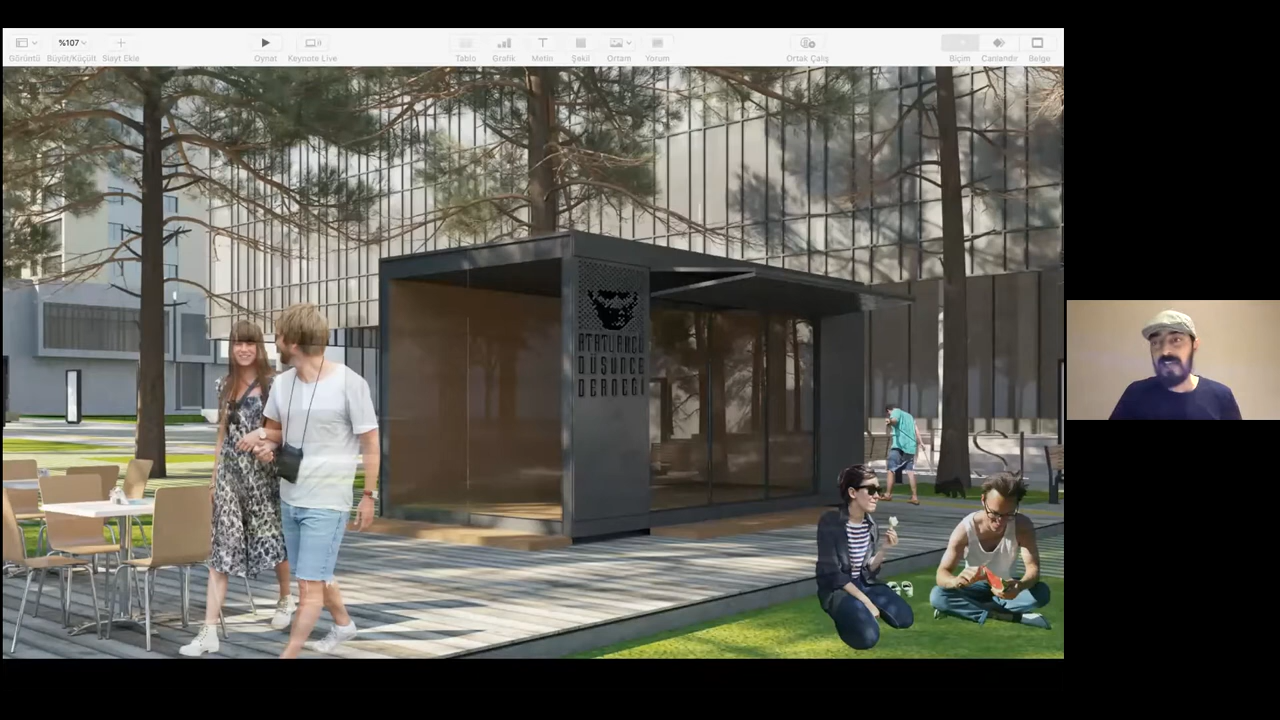 %107
Görüntü
Büyüt/Küçült
Slayt Ekle
Oynat
Keynote Live
Tablo
Grafik
Metin
Şekil
Ortam
Yorum
Ortak Çalış
Biçim
Canlandır
Belge
ATATÜRKÇÜ
DÜŞÜNCE
DERNEĞİ